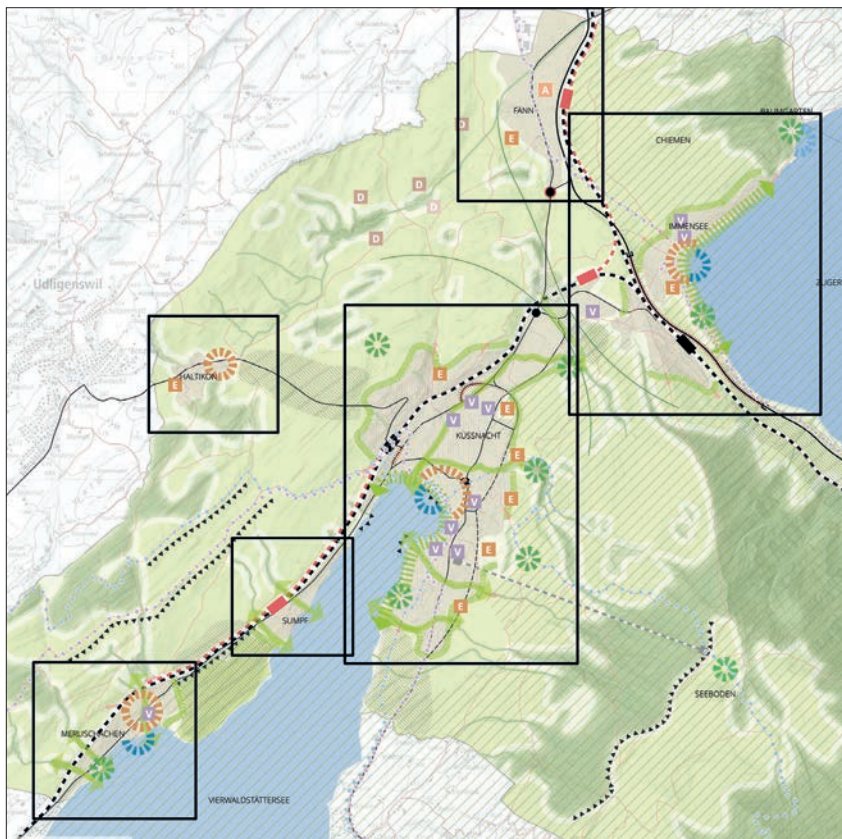 BAUMGARTEN
A
FÄNN
D
E
CHIEMEN
D
D
D
V
IMMENSEE
V
D
E
ZUGER
Udligenswil
V
HALTIKON
E
E
V
V
V
E
KÜSSNACHT
E
V
E
V
V
V
E
E
SUMPF
SEEBODEN
V
MERLISCHACHEN
VIERWALDSTÄTTERSEE